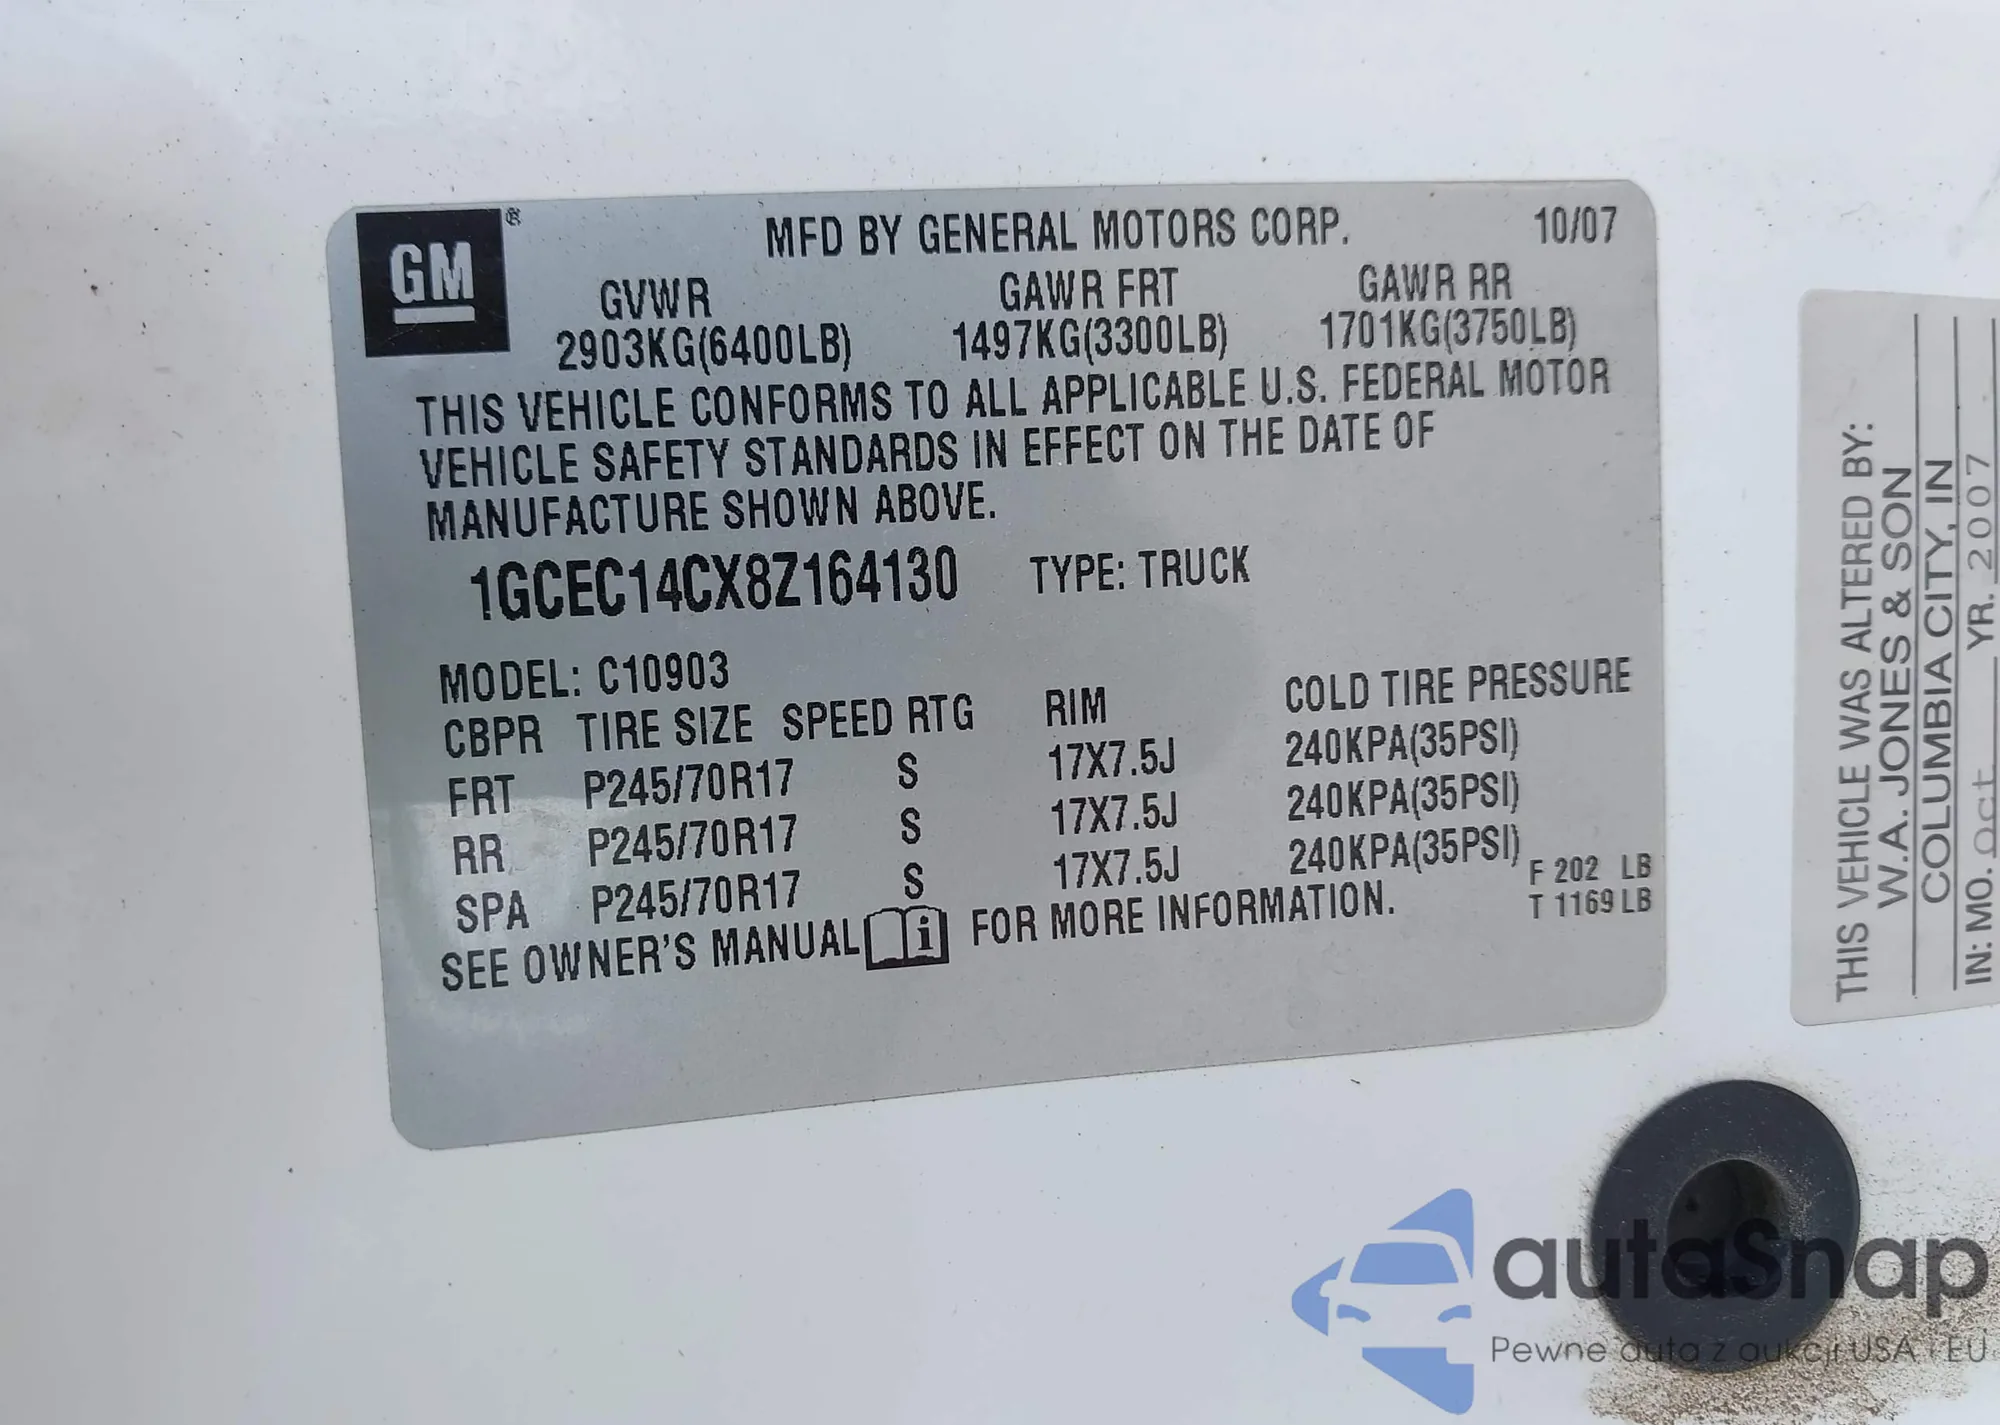 GM ®
MFD BY GENERAL MOTORS CORP. 10/07
GVWR GAWR FRT GAWR RR
2903KG(6400LB) 1497KG(3300LB) 1701KG(3750LB)
THIS VEHICLE CONFORMS TO ALL APPLICABLE U.S. FEDERAL MOTOR
VEHICLE SAFETY STANDARDS IN EFFECT ON THE DATE OF
MANUFACTURE SHOWN ABOVE.
1GCEC14CX8Z164130 TYPE: TRUCK
MODEL: C10903
CBPR TIRE SIZE SPEED RTG RIM COLD TIRE PRESSURE
FRT P245/70R17 S 17X7.5J 240KPA(35PSI)
RR P245/70R17 S 17X7.5J 240KPA(35PSI)
SPA P245/70R17 S 17X7.5J 240KPA(35PSI)
F 202 LB
T 1169 LB
SEE OWNER'S MANUAL i FOR MORE INFORMATION.
THIS VEHICLE WAS ALTERED BY:
W.A. JONES & SON
COLUMBIA CITY, IN
IN: MO. Oct YR. 2007
autaSnap
Pewne auta z aukcji USA i EU